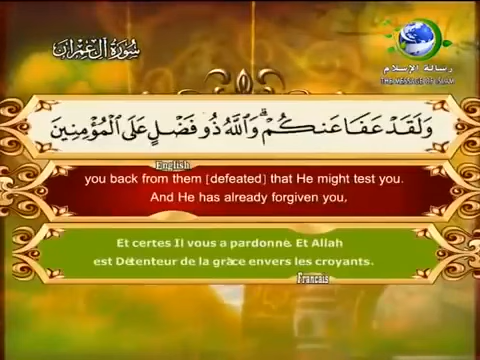 سورة آل عمران
رسالة الإسلام
THE MESSAGE OF ISLAM
وَلَقَدْ عَفَا عَنكُمْ ۗ وَاللَّهُ ذُو فَضْلٍ عَلَى الْمُؤْمِنِينَ
English
you back from them [defeated] that He might test you.
And He has already forgiven you,
Et certes Il vous a pardonné. Et Allah
est Détenteur de la grâce envers les croyants.
Français